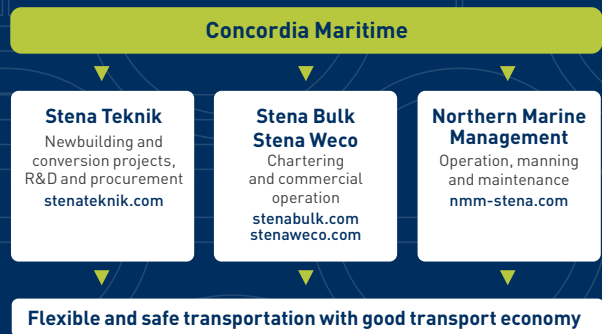 Concordia Maritime
Stena Teknik
Newbuilding and
conversion projects,
R&D and procurement
stenateknik.com
Stena Bulk
Stena Weco
Chartering
and commercial
operation
stenabulk.com
stenaweco.com
Northern Marine
Management
Operation, manning
and maintenance
nmm-stena.com
Flexible and safe transportation with good transport economy